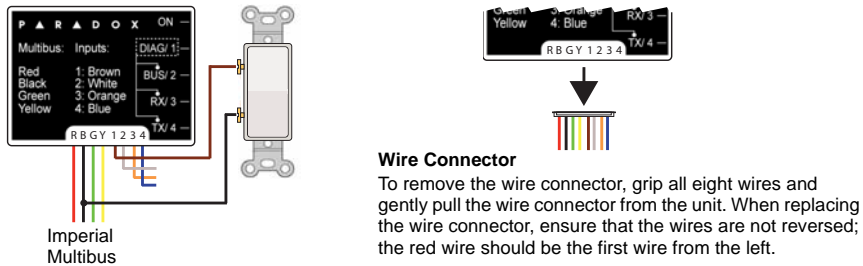 P A R A D O X ON
Multibus: Inputs: DIAG/ 1
Red 1: Brown BUS/ 2
Black 2: White
Green 3: Orange RX/ 3
Yellow 4: Blue
TX/ 4
R B G Y 1 2 3 4
Imperial
Multibus
Green 3: Orange RX/ 3
Yellow 4: Blue
TX/ 4
R B G Y 1 2 3 4
Wire Connector
To remove the wire connector, grip all eight wires and
gently pull the wire connector from the unit. When replacing
the wire connector, ensure that the wires are not reversed;
the red wire should be the first wire from the left.